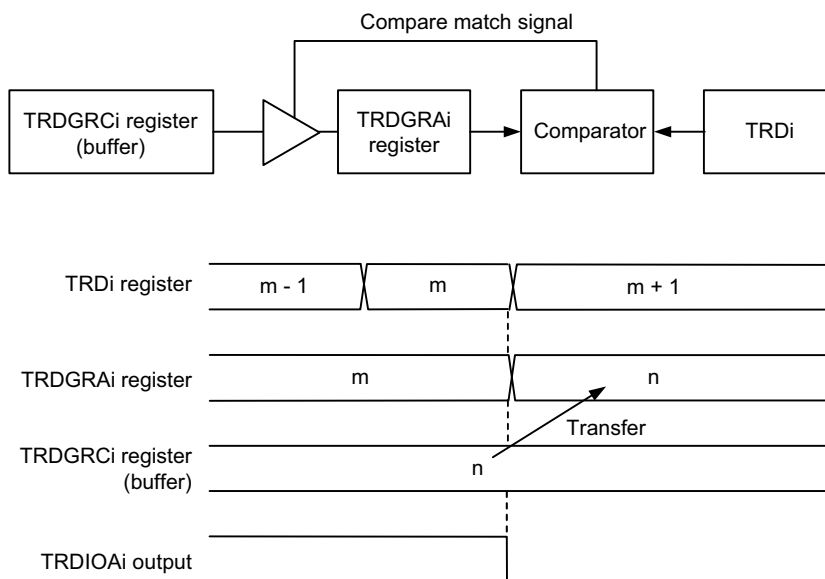 Compare match signal
TRDGRCi register
(buffer)
TRDGRAi
register
Comparator
TRDi
TRDi register
m - 1
m
m + 1
TRDGRAi register
m
n
Transfer
TRDGRCi register
(buffer)
n
TRDIOAi output